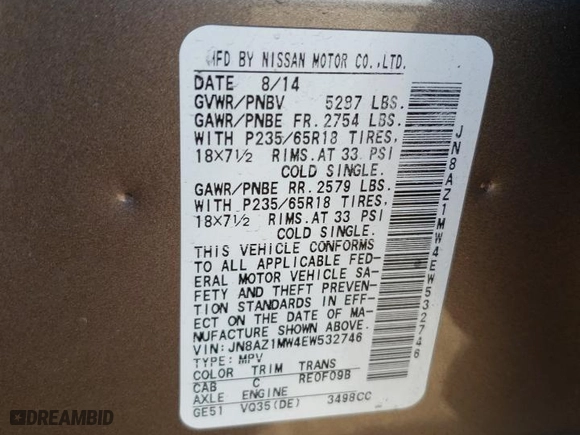 MFD BY NISSAN MOTOR CO.,LTD.
DATE 8/14
GVWR/PNBV 5297 LBS.
GAWR/PNBE FR. 2754 LBS.
WITH P235/65R18 TIRES.
18X7½ RIMS. AT 33 PSI
COLD SINGLE.
GAWR/PNBE RR. 2579 LBS.
WITH P235/65R18 TIRES.
18X7½ RIMS. AT 33 PSI
COLD SINGLE.
THIS VEHICLE CONFORMS
TO ALL APPLICABLE FED-
ERAL MOTOR VEHICLE SA-
FETY AND THEFT PREVEN-
TION STANDARDS IN EFF-
ECT ON THE DATE OF MA-
NUFACTURE SHOWN ABOVE.
VIN: JN8AZ1MW4EW532746
TYPE: MPV
COLOR TRIM TRANS
CAB C RE0F09B
AXLE ENGINE
GE51 VQ35(DE) 3498CC
JN8AZ1MW4EW532746
DREAMBID